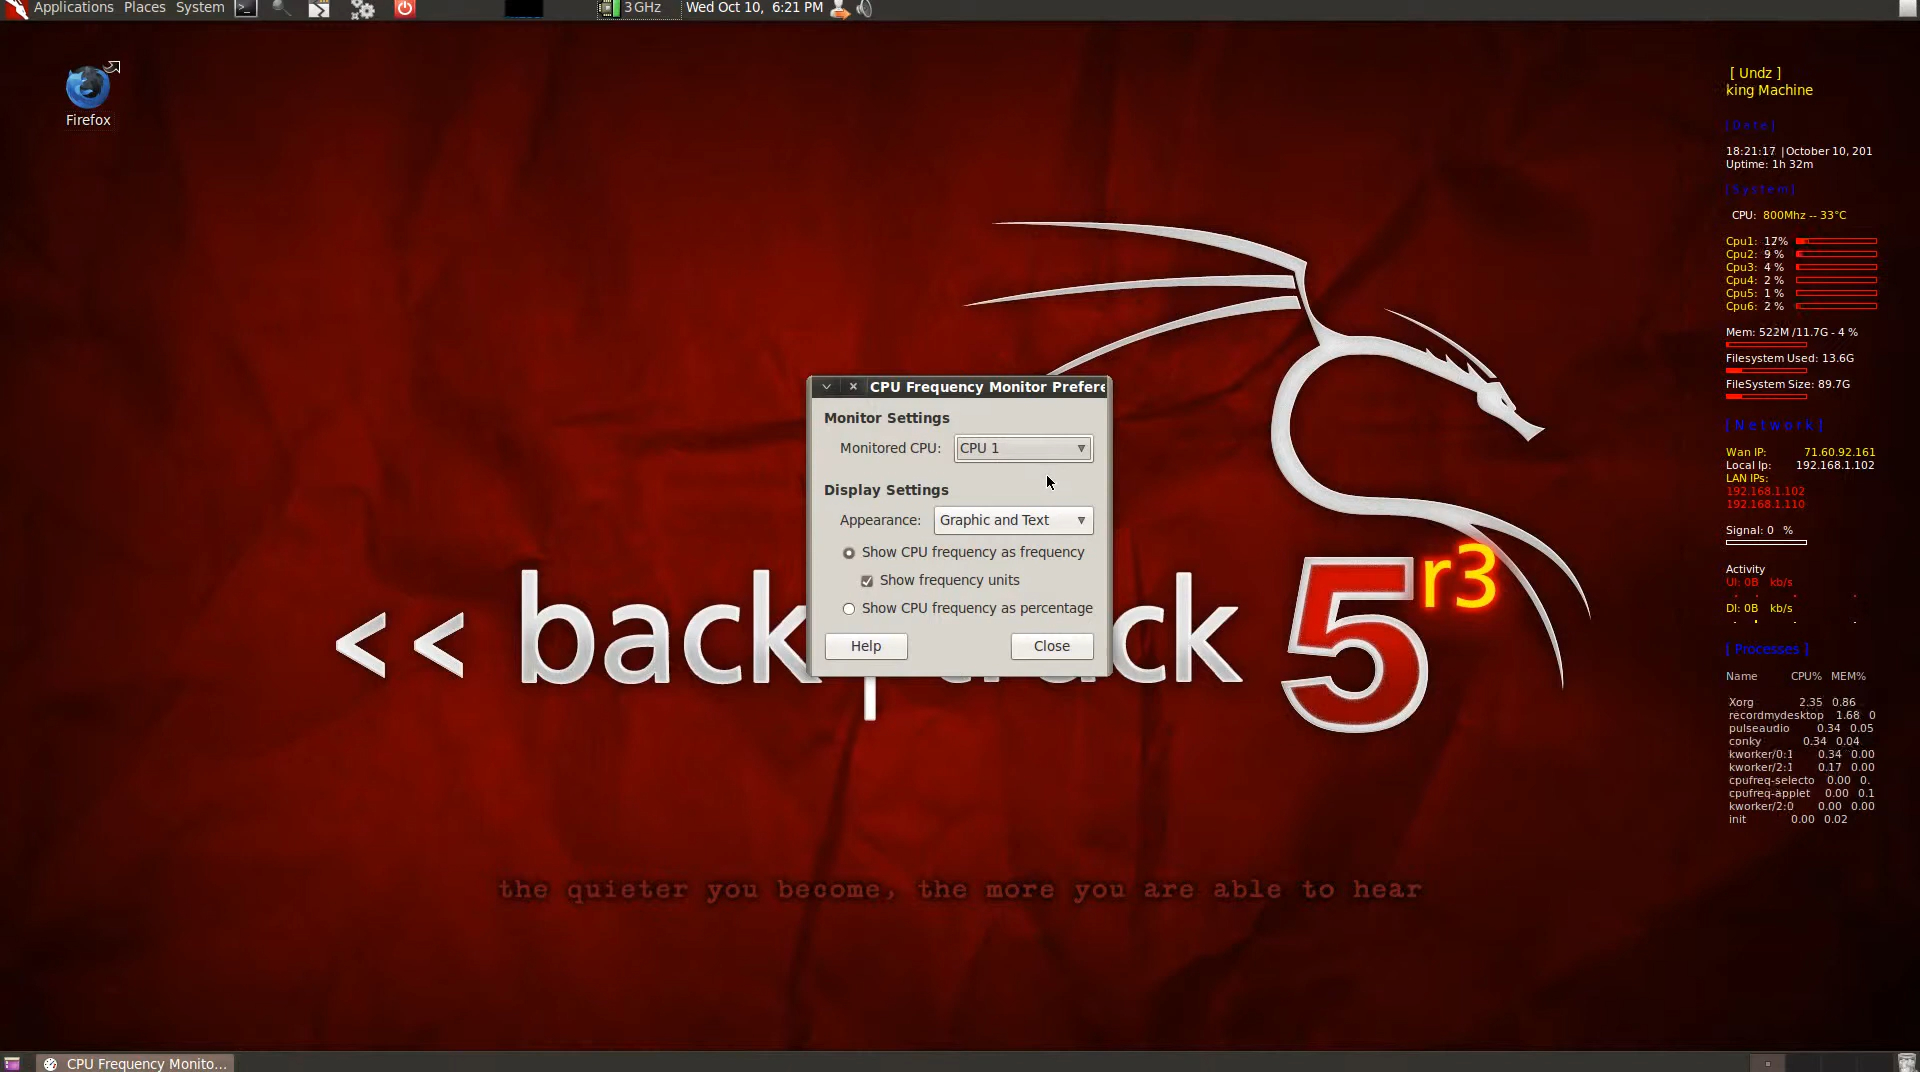 Applications Places System 3 GHz Wed Oct 10, 6:21 PM
Firefox
[ Undz ]
king Machine
[ D a t e ]
18:21:17 | October 10, 201
Uptime: 1h 32m
[ S y s t e m ]
CPU: 800Mhz -- 33°C
Cpu1: 12%
Cpu2: 9 %
Cpu3: 4 %
Cpu4: 2 %
Cpu5: 1 %
Cpu6: 2 %
Mem: 522M /11.7G - 4 %
Filesystem Used: 13.6G
FileSystem Size: 89.7G
[ N e t w o r k ]
Wan IP: 71.60.92.161
Local Ip: 192.168.1.102
LAN IPs:
192.168.1.102
192.168.1.110
Signal: 0 %
Activity
Ul: 0B kb/s
Dl: 0B kb/s
[ Processes ]
Name CPU% MEM%
Xorg 2.35 0.86
recordmydesktop 1.68 0
pulseaudio 0.34 0.05
conky 0.34 0.04
kworker/0:1 0.34 0.00
kworker/2:1 0.17 0.00
cpufreq-selecto 0.00 0.
cpufreq-applet 0.00 0.1
kworker/2:0 0.00 0.00
init 0.00 0.02
CPU Frequency Monitor Prefere
Monitor Settings
Monitored CPU: CPU 1
Display Settings
Appearance: Graphic and Text
Show CPU frequency as frequency
Show frequency units
Show CPU frequency as percentage
Help Close
<< back ck 5 r3
the quieter you become, the more you are able to hear
CPU Frequency Monito...